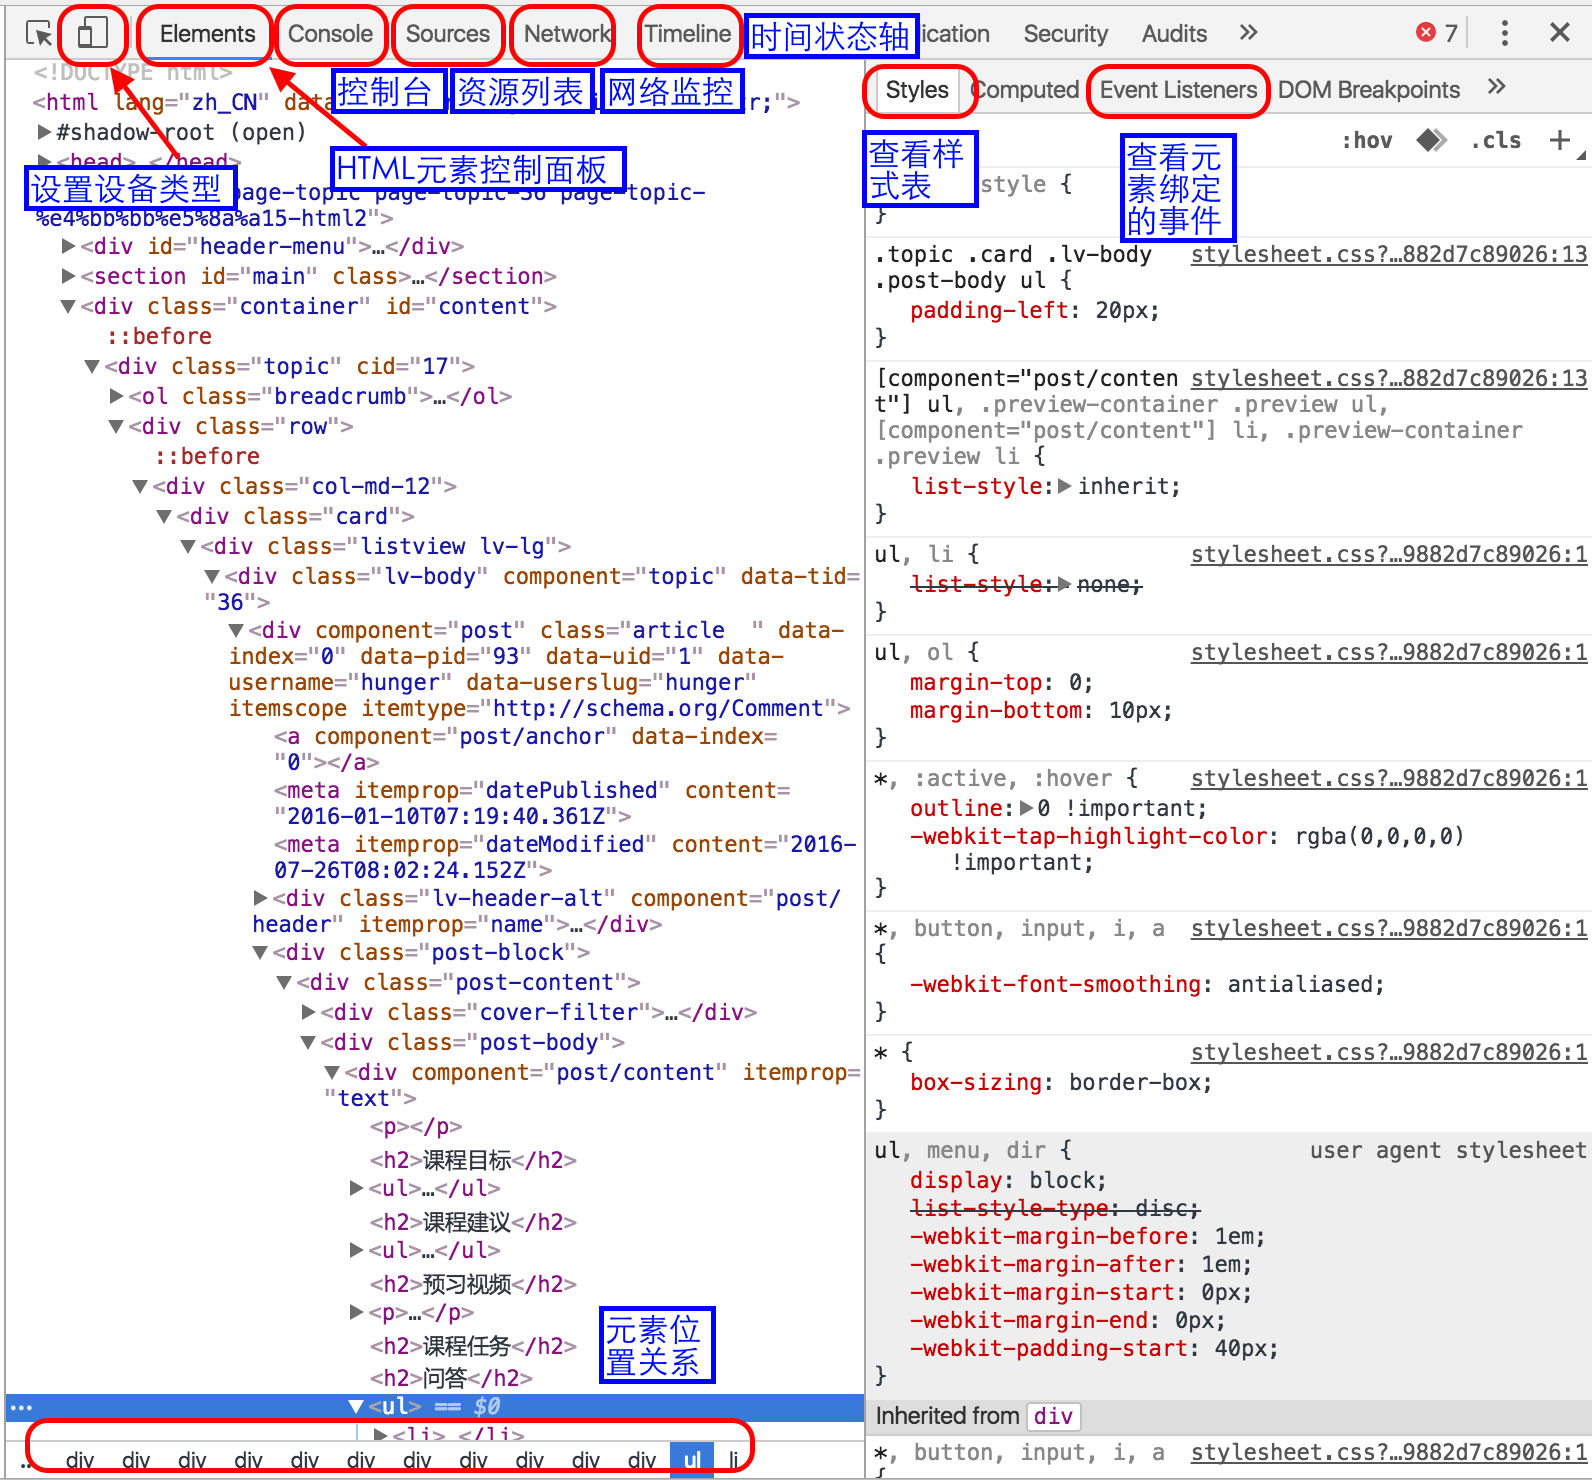 Elements Console Sources Network Timeline 时间状态轴 ication Security Audits » 7
控制台 资源列表 网络监控
HTML元素控制面板
设置设备类型
<!DOCTYPE html>
<html lang="zh_CN" data ;">
▶#shadow-root (open)
▶<head>…</head>
page-topic page-topic-36 page-topic-
%e4%bb%bb%e5%8a%a15-html2">
▶<div id="header-menu">…</div>
▶<section id="main" class>…</section>
▼<div class="container" id="content">
::before
▼<div class="topic" cid="17">
▶<ol class="breadcrumb">…</ol>
▼<div class="row">
::before
▼<div class="col-md-12">
▼<div class="card">
▼<div class="listview lv-lg">
▼<div class="lv-body" component="topic" data-tid=
"36">
▼<div component="post" class="article  " data-
index="0" data-pid="93" data-uid="1" data-
username="hunger" data-userslug="hunger"
itemscope itemtype="http://schema.org/Comment">
<a component="post/anchor" data-index=
"0"></a>
<meta itemprop="datePublished" content=
"2016-01-10T07:19:40.361Z">
<meta itemprop="dateModified" content="2016-
07-26T08:02:24.152Z">
▶<div class="lv-header-alt" component="post/
header" itemprop="name">…</div>
▼<div class="post-block">
▼<div class="post-content">
▶<div class="cover-filter">…</div>
▼<div class="post-body">
▼<div component="post/content" itemprop=
"text">
<p></p>
<h2>课程目标</h2>
▶<ul>…</ul>
<h2>课程建议</h2>
▶<ul>…</ul>
<h2>预习视频</h2>
▶<p>…</p>
<h2>课程任务</h2>
<h2>问答</h2>
元素位
置关系
… ▼<ul> == $0
▶<li>…</li>
.. div div div div div div div div div div div ul li
Styles Computed Event Listeners DOM Breakpoints »
查看样
式表
查看元
素绑定
的事件
:hov .cls +
style {
}
.topic .card .lv-body stylesheet.css?…882d7c89026:13
.post-body ul {
padding-left: 20px;
}
[component="post/conten stylesheet.css?…882d7c89026:13
t"] ul, .preview-container .preview ul,
[component="post/content"] li, .preview-container
.preview li {
list-style:▶inherit;
}
ul, li { stylesheet.css?…9882d7c89026:1
list-style:▶none;
}
ul, ol { stylesheet.css?…9882d7c89026:1
margin-top: 0;
margin-bottom: 10px;
}
*, :active, :hover { stylesheet.css?…9882d7c89026:1
outline:▶0 !important;
-webkit-tap-highlight-color: rgba(0,0,0,0)
!important;
}
*, button, input, i, a stylesheet.css?…9882d7c89026:1
{
-webkit-font-smoothing: antialiased;
}
* { stylesheet.css?…9882d7c89026:1
box-sizing: border-box;
}
ul, menu, dir { user agent stylesheet
display: block;
list-style-type: disc;
-webkit-margin-before: 1em;
-webkit-margin-after: 1em;
-webkit-margin-start: 0px;
-webkit-margin-end: 0px;
-webkit-padding-start: 40px;
}
Inherited from div
*, button, input, i, a stylesheet.css?…9882d7c89026:1
{